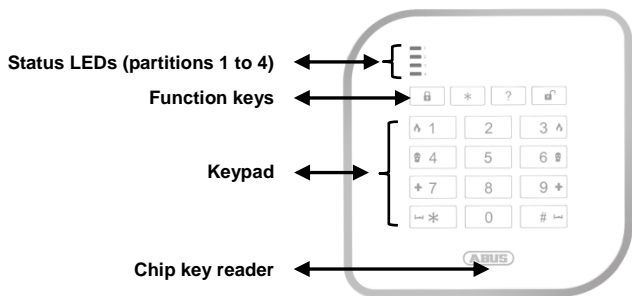 Status LEDs (partitions 1 to 4)
Function keys
* ?
Keypad
1 2 3
4 5 6
7 8 9
* 0 #
Chip key reader
ABUS